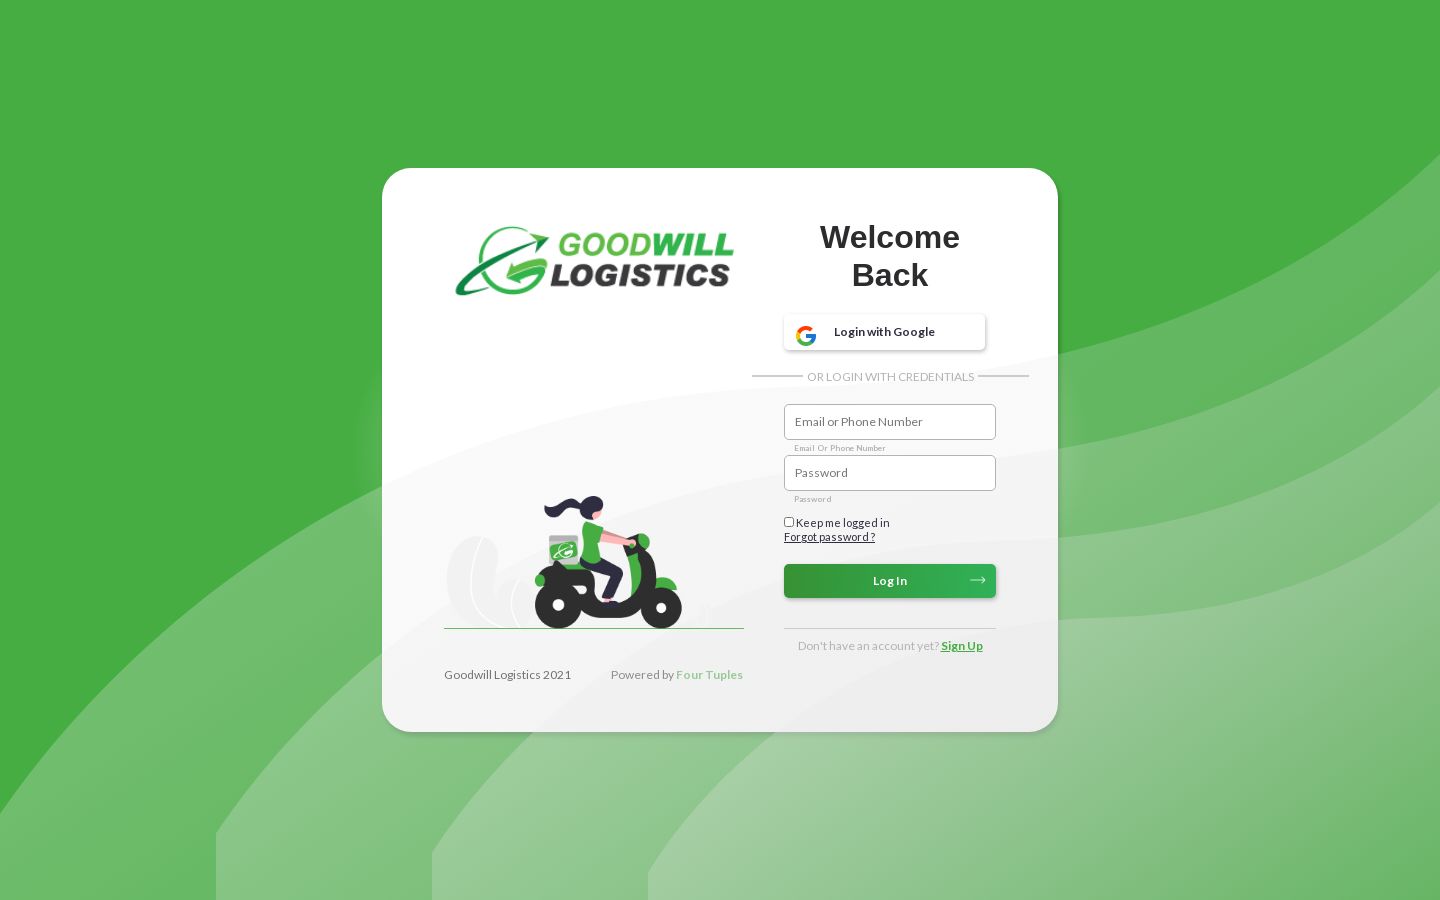 GOODWILL
LOGISTICS
Welcome
Back
Login with Google
OR LOGIN WITH CREDENTIALS
Email or Phone Number
Email Or Phone Number
Password
Password
Keep me logged in
Forgot password ?
Log In
Don't have an account yet? Sign Up
Goodwill Logistics 2021
Powered by Four Tuples